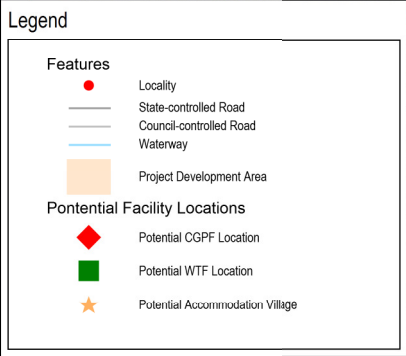 Legend
Features
Locality
State-controlled Road
Council-controlled Road
Waterway
Project Development Area
Pontential Facility Locations
Potential CGPF Location
Potential WTF Location
Potential Accommodation Village